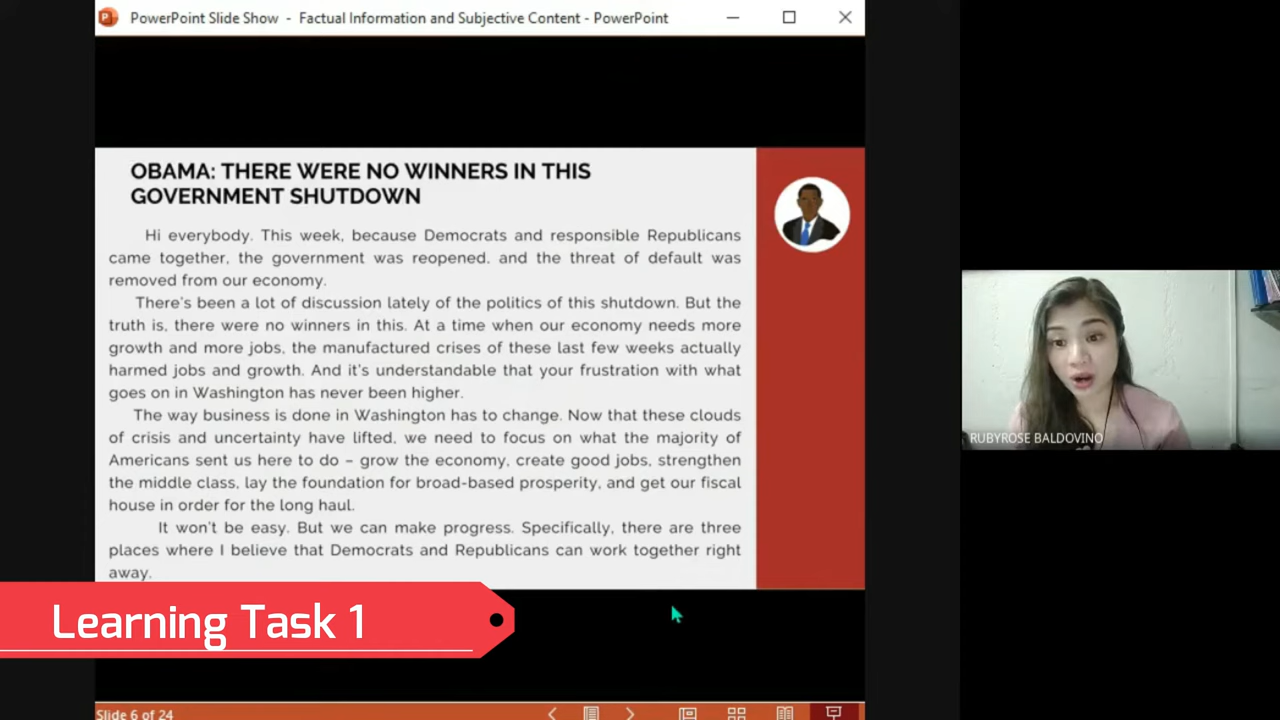 PowerPoint Slide Show - Factual Information and Subjective Content - PowerPoint
OBAMA: THERE WERE NO WINNERS IN THIS
GOVERNMENT SHUTDOWN
Hi everybody. This week, because Democrats and responsible Republicans
came together, the government was reopened. and the threat of default was
removed from our economy.
There's been a lot of discussion lately of the politics of this shutdown. But the
truth is, there were no winners in this. At a time when our economy needs more
growth and more jobs, the manufactured crises of these last few weeks actually
harmed jobs and growth. And it's understandable that your frustration with what
goes on in Washington has never been higher.
The way business is done in Washington has to change. Now that these clouds
of crisis and uncertainty have lifted, we need to focus on what the majority of
Americans sent us here to do – grow the economy, create good jobs, strengthen
the middle class, lay the foundation for broad-based prosperity, and get our fiscal
house in order for the long haul.
It won't be easy. But we can make progress. Specifically, there are three
places where I believe that Democrats and Republicans can work together right
away.
Learning Task 1
Slide 6 of 24
RUBYROSE BALDOVINO